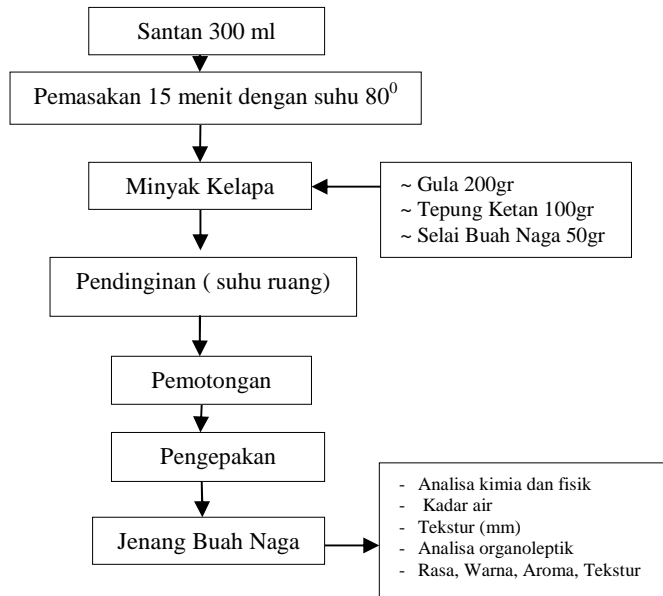 Santan 300 ml
Pemasakan 15 menit dengan suhu 80⁰
Minyak Kelapa
~ Gula 200gr
~ Tepung Ketan 100gr
~ Selai Buah Naga 50gr
Pendinginan ( suhu ruang)
Pemotongan
Pengepakan
Jenang Buah Naga
- Analisa kimia dan fisik
- Kadar air
- Tekstur (mm)
- Analisa organoleptik
- Rasa, Warna, Aroma, Tekstur